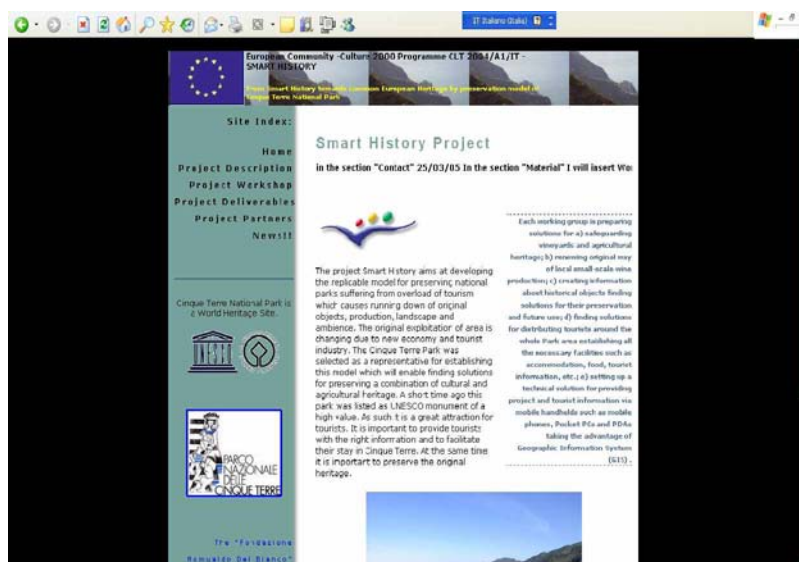 IT Italiano (Italia)
European Community -Culture 2000 Programme CLT 2004/A1/IT -
SMART HISTORY
From Smart History towards common European Heritage by preservation model of
Cinque Terre National Park
Site Index:
Home
Project Description
Project Workshop
Project Deliverables
Project Partners
News!!
Cinque Terre National Park is
a World Heritage Site.
PARCO
NAZIONALE
DELLE
CINQUE TERRE
The "Fondazione
Romualdo Del Bianco"
Smart History Project
in the section "Contact" 25/03/05 In the section "Material" I will insert Wo
The project Smart History aims at developing
the replicable model for preserving national
parks suffering from overload of tourism
which causes running down of original
objects, production, landscape and
ambience. The original exploitation of area is
changing due to new economy and tourist
industry. The Cinque Terre Park was
selected as a representative for establishing
this model which will enable finding solutions
for preserving a combination of cultural and
agricultural heritage. A short time ago this
park was listed as UNESCO monument of a
high value. As such it is a great attraction for
tourists. It is important to provide tourists
with the right information and to facilitate
their stay in Cinque Terre. At the same time
it is important to preserve the original
heritage.
Each working group is preparing
solutions for a) safeguarding
vineyards and agricultural
heritage; b) renewing original way
of local small-scale wine
production; c) creating information
about historical objects finding
solutions for their preservation
and future use; d) finding solutions
for distributing tourists around the
whole Park area establishing all
the necessary facilities such as
accommodation, food, tourist
information, etc.; e) setting up a
technical solution for providing
project and tourist information via
mobile handhelds such as mobile
phones, Pocket PCs and PDAs
taking the advantage of
Geographic Information System
(GIS) .